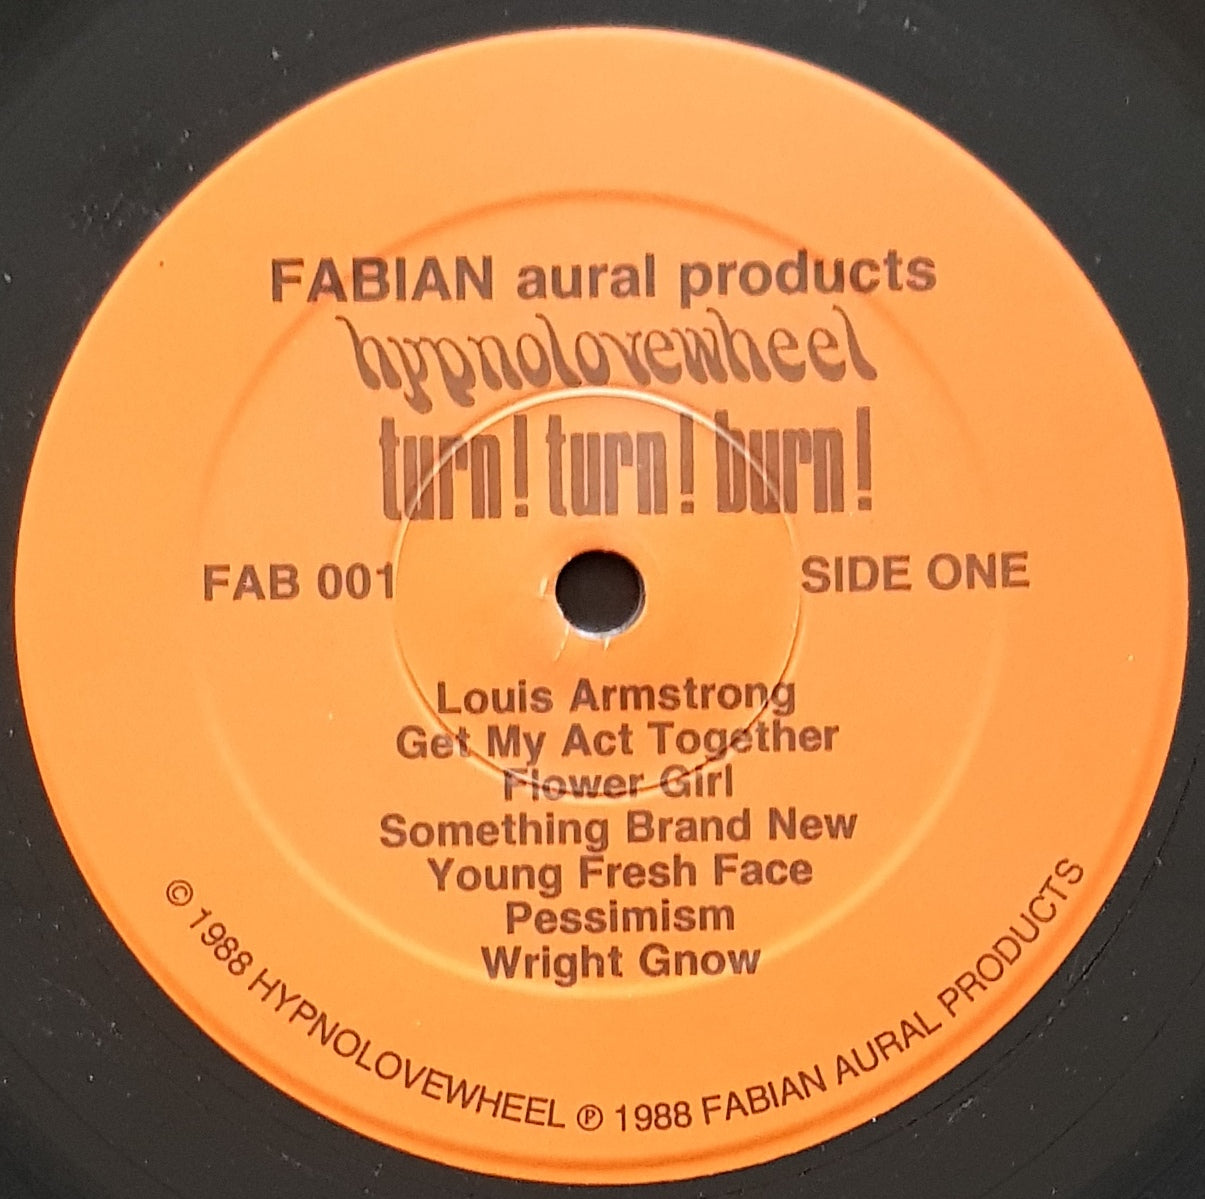 FABIAN aural products
hypnolovewheel
turn! turn! burn!
FAB 001
SIDE ONE
Louis Armstrong
Get My Act Together
Flower Girl
Something Brand New
Young Fresh Face
Pessimism
Wright Gnow
© 1988 HYPNOLOVEWHEEL ℗ 1988 FABIAN AURAL PRODUCTS